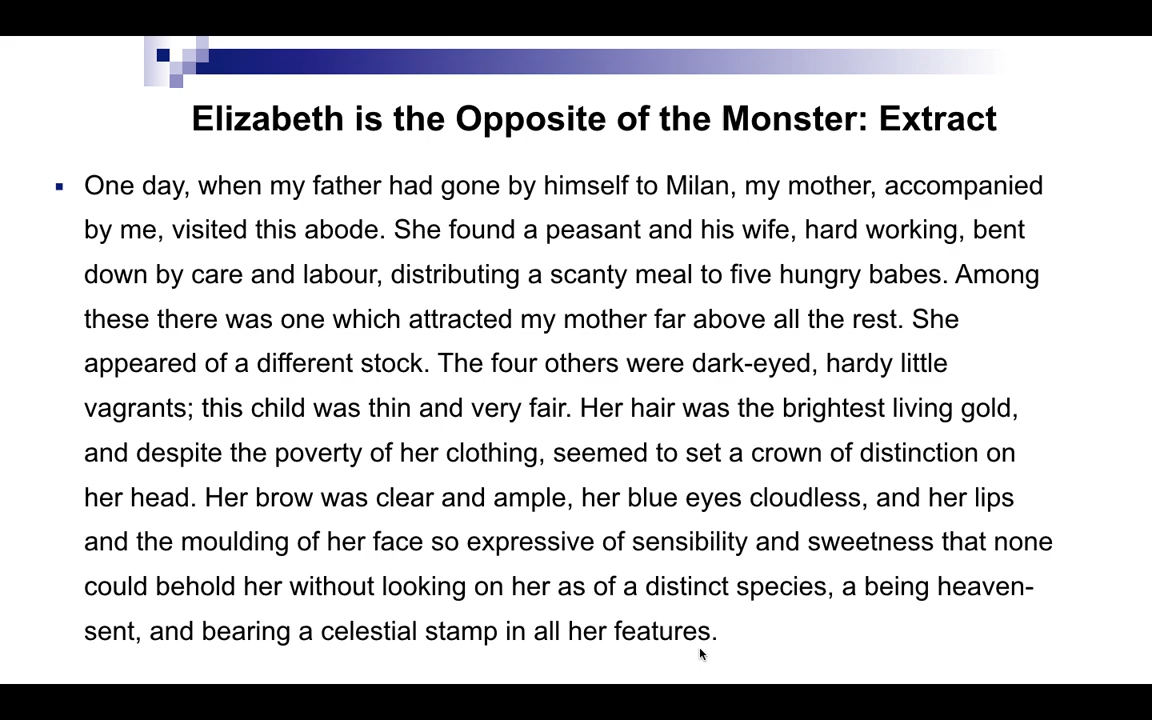 Elizabeth is the Opposite of the Monster: Extract
One day, when my father had gone by himself to Milan, my mother, accompanied
by me, visited this abode. She found a peasant and his wife, hard working, bent
down by care and labour, distributing a scanty meal to five hungry babes. Among
these there was one which attracted my mother far above all the rest. She
appeared of a different stock. The four others were dark-eyed, hardy little
vagrants; this child was thin and very fair. Her hair was the brightest living gold,
and despite the poverty of her clothing, seemed to set a crown of distinction on
her head. Her brow was clear and ample, her blue eyes cloudless, and her lips
and the moulding of her face so expressive of sensibility and sweetness that none
could behold her without looking on her as of a distinct species, a being heaven-
sent, and bearing a celestial stamp in all her features.